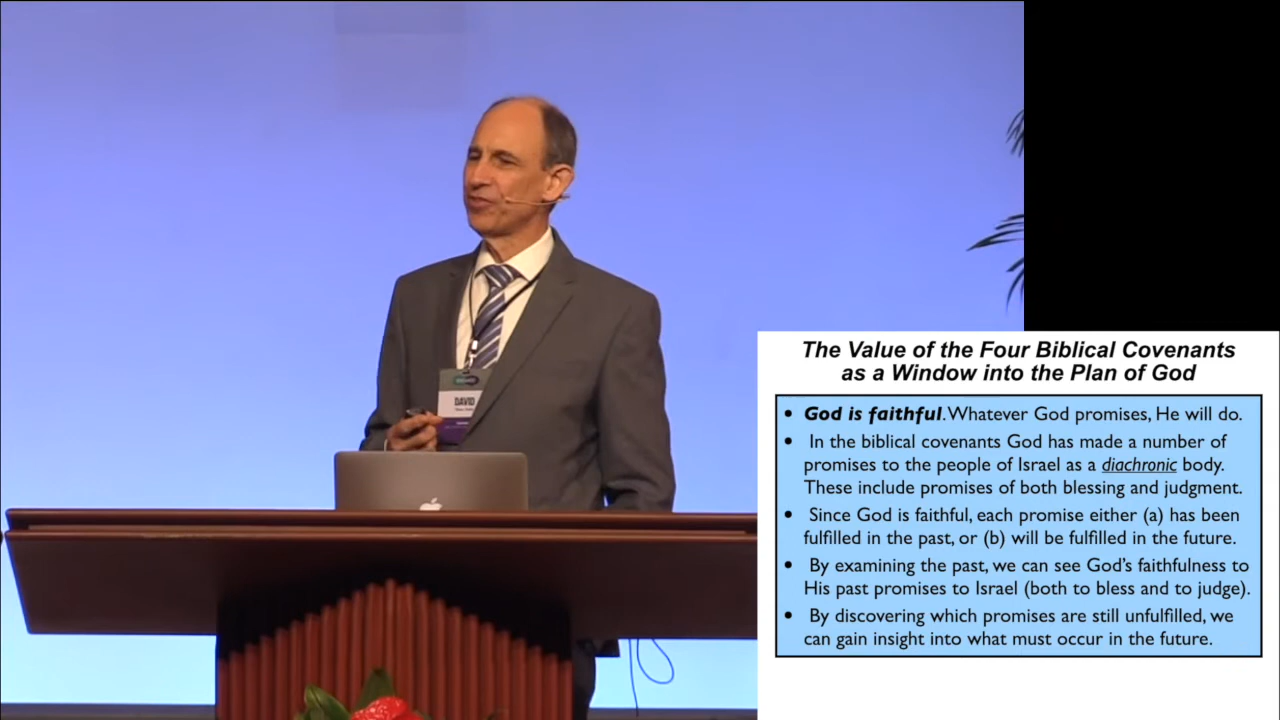 DAVID
The Value of the Four Biblical Covenants
as a Window into the Plan of God
• God is faithful. Whatever God promises, He will do.
• In the biblical covenants God has made a number of
promises to the people of Israel as a diachronic body.
These include promises of both blessing and judgment.
• Since God is faithful, each promise either (a) has been
fulfilled in the past, or (b) will be fulfilled in the future.
• By examining the past, we can see God's faithfulness to
His past promises to Israel (both to bless and to judge).
• By discovering which promises are still unfulfilled, we
can gain insight into what must occur in the future.